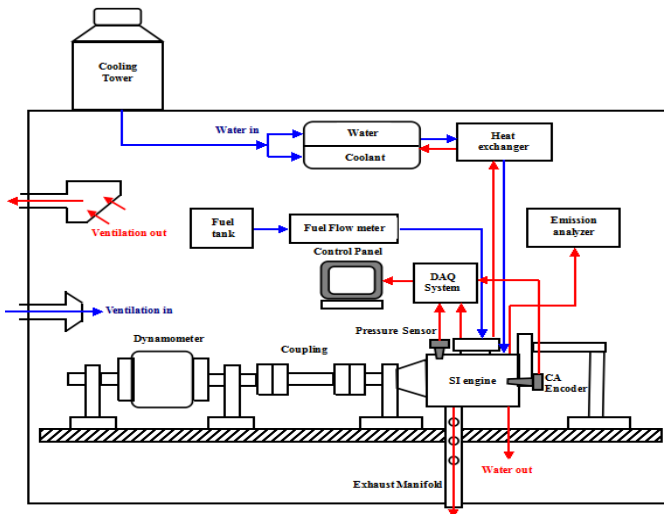 Cooling
Tower
Water in
Water
Coolant
Heat
exchanger
Ventilation out
Fuel
tank
Fuel Flow meter
Emission
analyzer
Control Panel
DAQ
System
Ventilation in
Pressure Sensor
Dynamometer
Coupling
SI engine
CA
Encoder
Water out
Exhaust Manifold